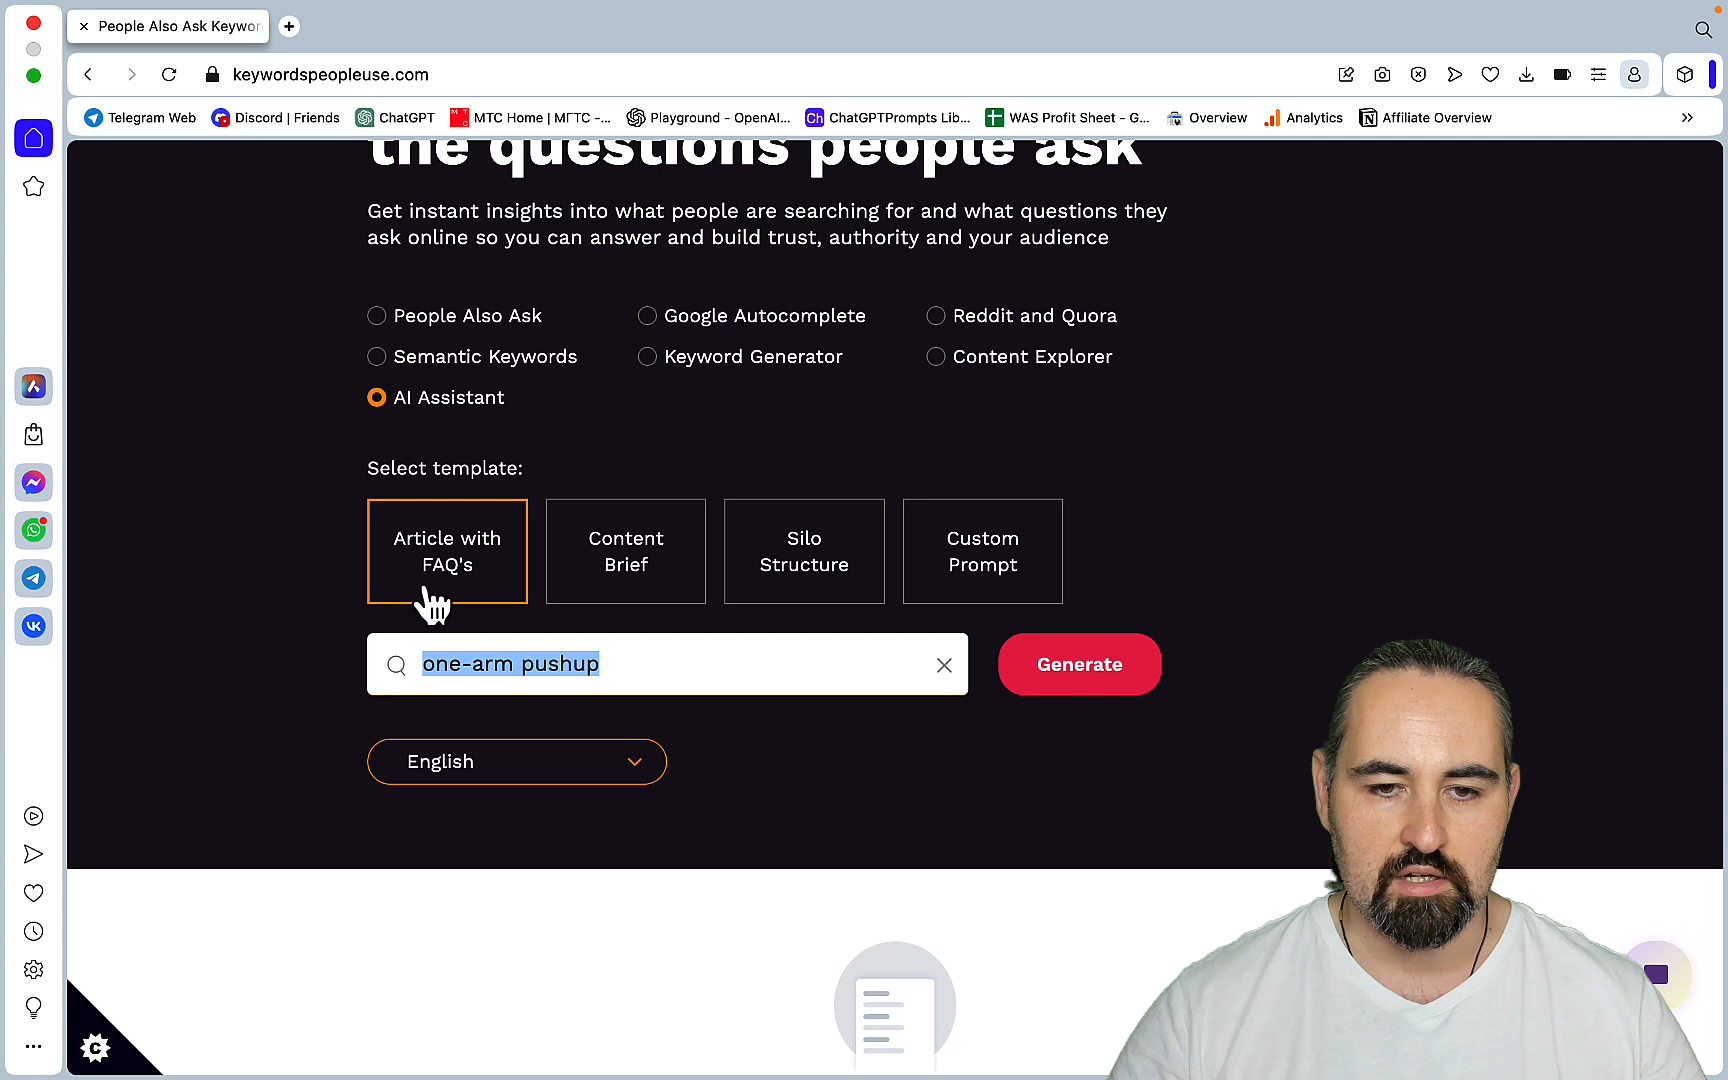 People Also Ask Keywor
keywordspeopleuse.com
Telegram Web
Discord | Friends
ChatGPT
MTC Home | МГТС -...
Playground - OpenAI...
Ch
ChatGPTPrompts Lib...
WAS Profit Sheet - G...
Overview
Analytics
Affiliate Overview
the questions people ask
Get instant insights into what people are searching for and what questions they
ask online so you can answer and build trust, authority and your audience
People Also Ask
Google Autocomplete
Reddit and Quora
Semantic Keywords
Keyword Generator
Content Explorer
AI Assistant
Select template:
Article with
FAQ's
Content
Brief
Silo
Structure
Custom
Prompt
one-arm pushup
Generate
English